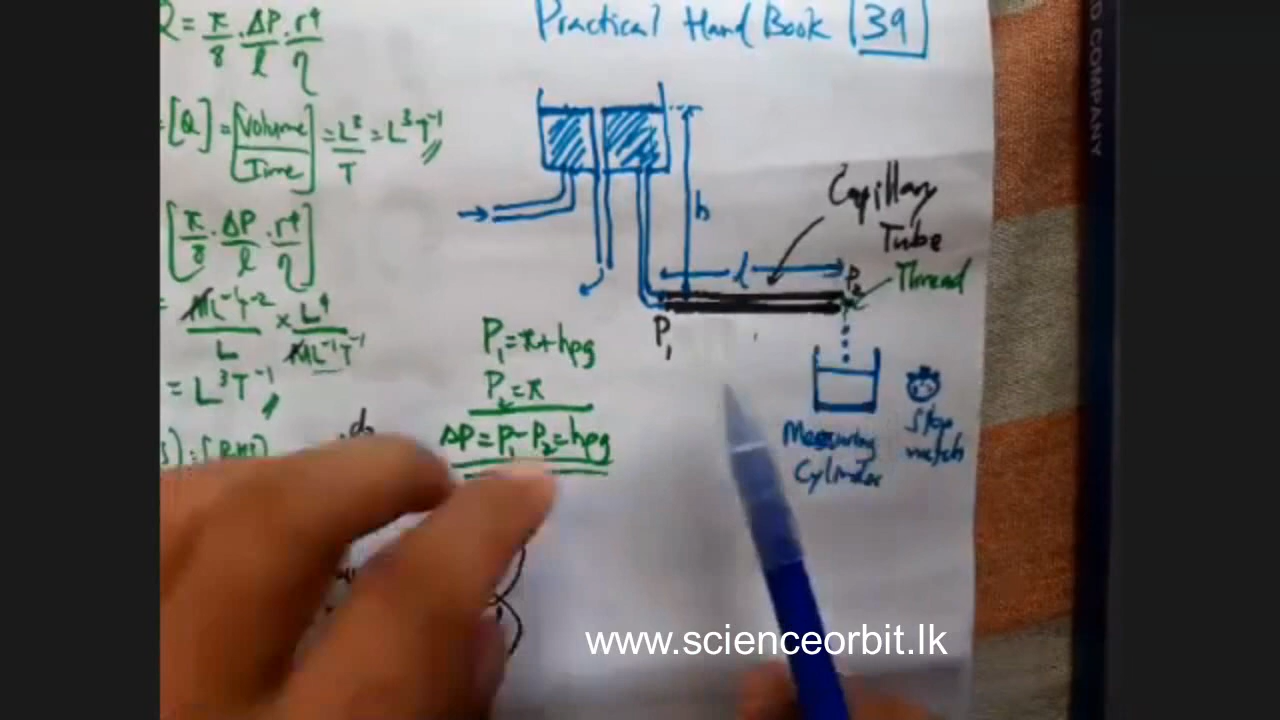 Q = π/8 · ΔP/l · r⁴/η
= [Q] = [Volume/Time] = L³/T = L³T⁻¹
[π/8 · ΔP/l · r⁴/η]
= ML⁻¹T⁻²/L × L⁴/ML⁻¹T⁻¹
= L³T⁻¹
Practical Hand Book 39
h
Capillary
Tube
l
P₂
Thread
P₁
P₁ = π + hρg
P₂ = π
ΔP = P₁ - P₂ = hρg
Measuring
Cylinder
Stop
watch
D COMPANY
www.scienceorbit.lk